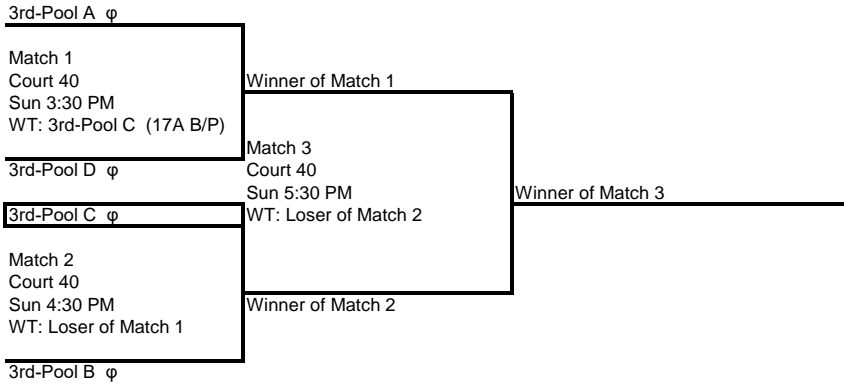 3rd-Pool A φ
Match 1
Court 40
Sun 3:30 PM
WT: 3rd-Pool C (17A B/P)
3rd-Pool D φ
Winner of Match 1
3rd-Pool C φ
Match 2
Court 40
Sun 4:30 PM
WT: Loser of Match 1
3rd-Pool B φ
Winner of Match 2
Match 3
Court 40
Sun 5:30 PM
WT: Loser of Match 2
Winner of Match 3